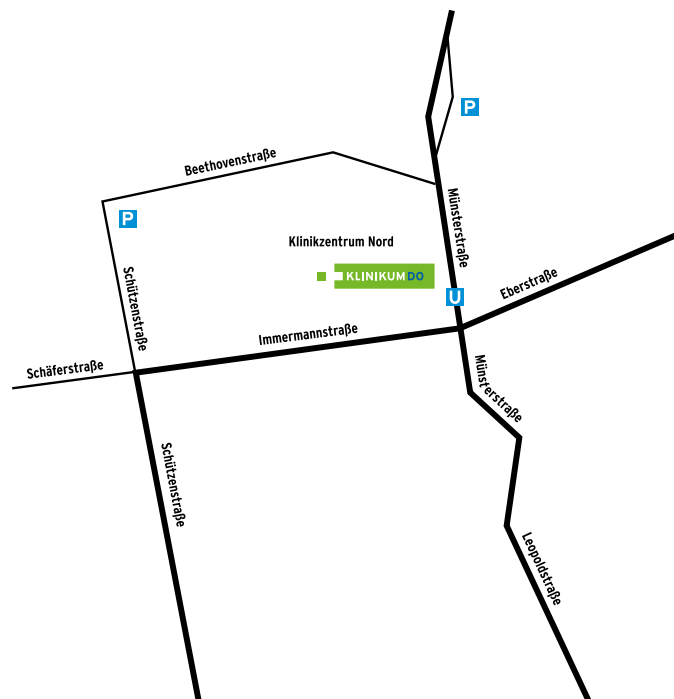 P
Beethovenstraße
P
Münsterstraße
Klinikzentrum Nord
KLINIKUMDO
Schützenstraße
U
Eberstraße
Immermannstraße
Schäferstraße
Münsterstraße
Schützenstraße
Leopoldstraße